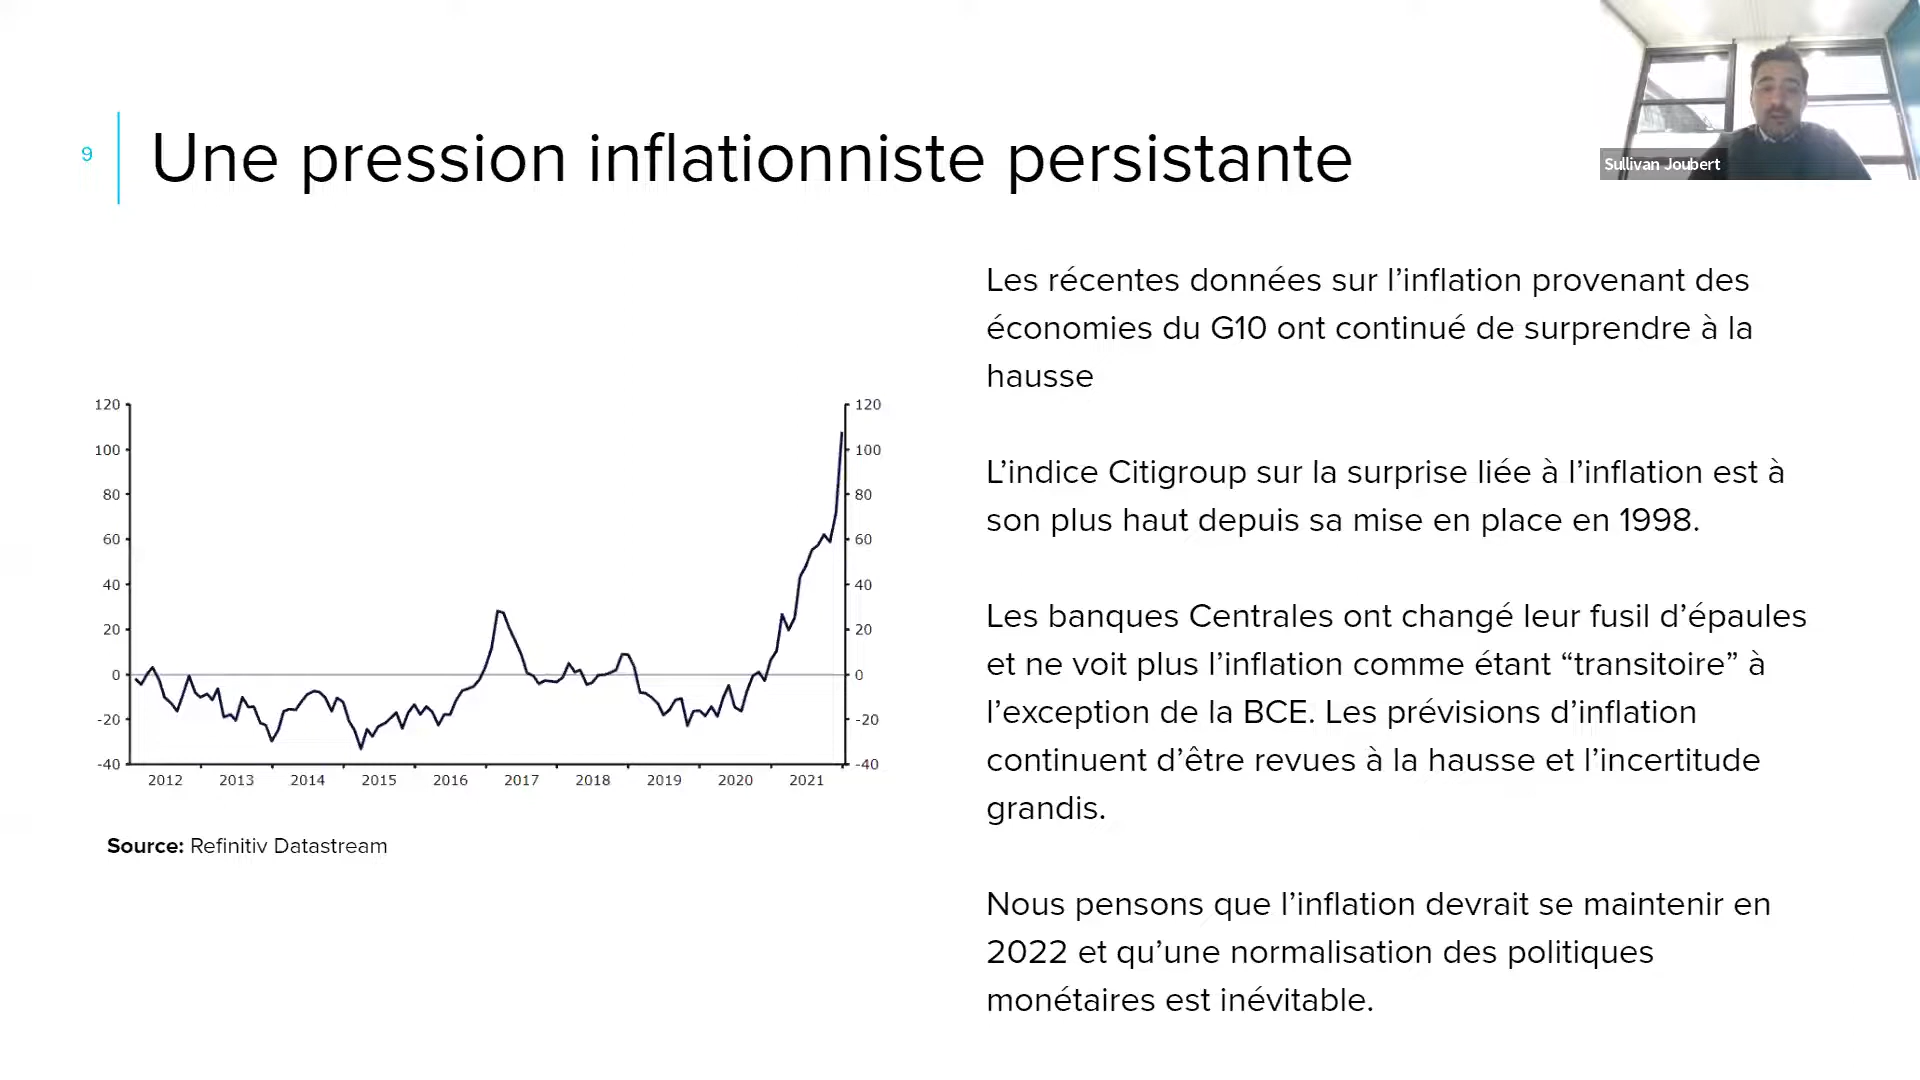 9
Une pression inflationniste persistante
Sullivan Joubert
Les récentes données sur l’inflation provenant des
économies du G10 ont continué de surprendre à la
hausse
L’indice Citigroup sur la surprise liée à l’inflation est à
son plus haut depuis sa mise en place en 1998.
Les banques Centrales ont changé leur fusil d’épaules
et ne voit plus l’inflation comme étant “transitoire” à
l’exception de la BCE. Les prévisions d’inflation
continuent d’être revues à la hausse et l’incertitude
grandis.
Nous pensons que l’inflation devrait se maintenir en
2022 et qu’une normalisation des politiques
monétaires est inévitable.
120 120
100 100
80 80
60 60
40 40
20 20
0 0
-20 -20
-40 -40
2012 2013 2014 2015 2016 2017 2018 2019 2020 2021
Source: Refinitiv Datastream